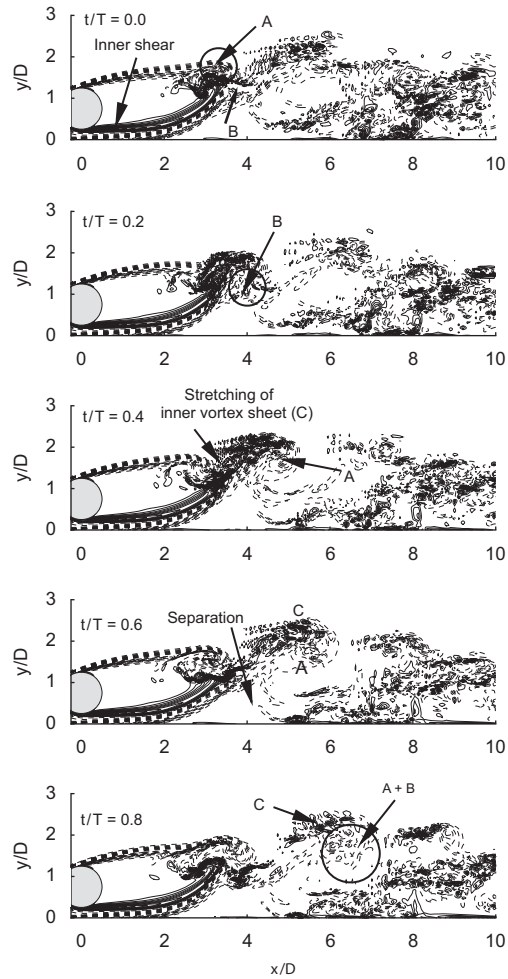 t/T = 0.0
Inner shear
A
B
y/D
3
2
1
0
0 2 4 6 8 10
t/T = 0.2
B
y/D
3
2
1
0
0 2 4 6 8 10
Stretching of
inner vortex sheet (C)
t/T = 0.4
A
y/D
3
2
1
0
0 2 4 6 8 10
t/T = 0.6
Separation
C
A
y/D
3
2
1
0
0 2 4 6 8 10
t/T = 0.8
C
A + B
y/D
3
2
1
0
0 2 4 6 8 10
x/D